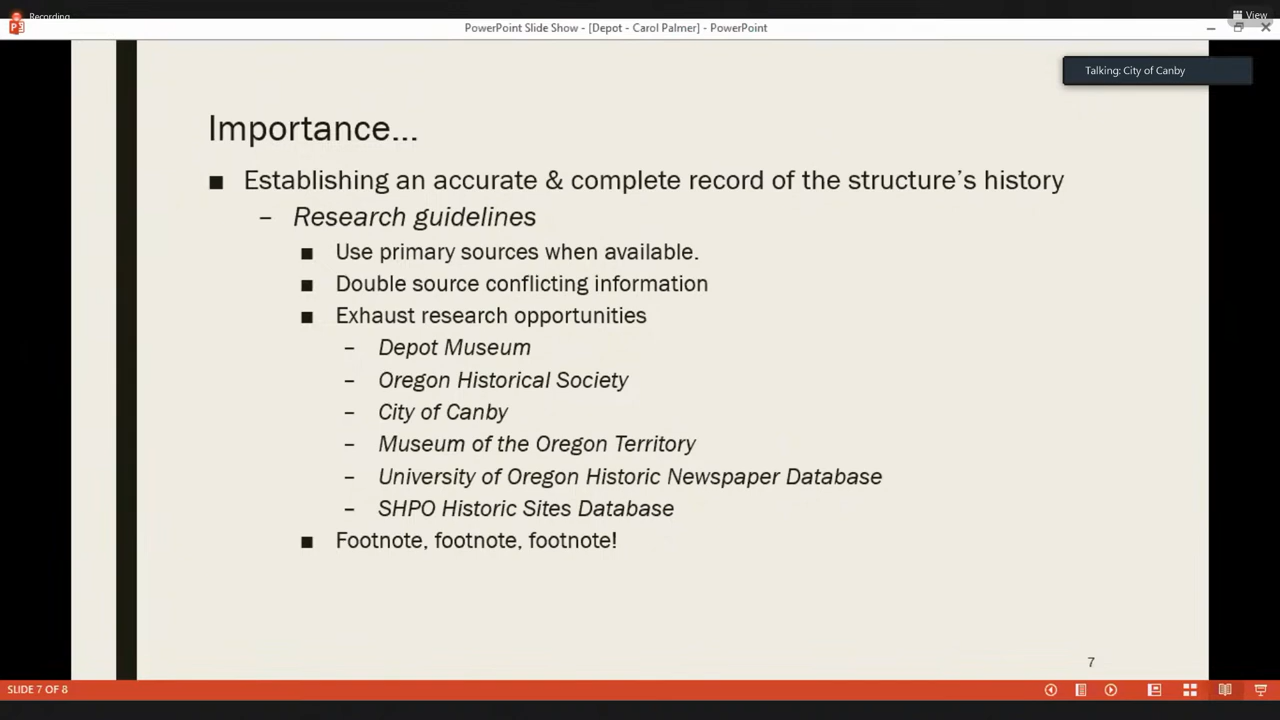 Recording
View
PowerPoint Slide Show - [Depot - Carol Palmer] - PowerPoint
Talking: City of Canby
Importance...
■ Establishing an accurate & complete record of the structure's history
– Research guidelines
■ Use primary sources when available.
■ Double source conflicting information
■ Exhaust research opportunities
– Depot Museum
– Oregon Historical Society
– City of Canby
– Museum of the Oregon Territory
– University of Oregon Historic Newspaper Database
– SHPO Historic Sites Database
■ Footnote, footnote, footnote!
7
SLIDE 7 OF 8